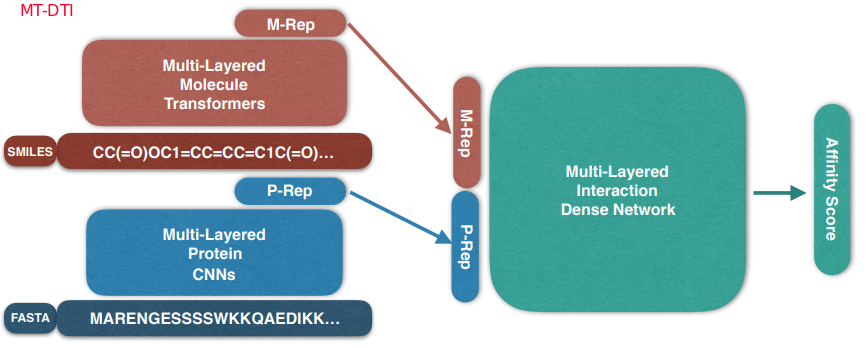 MT-DTI
M-Rep
Multi-Layered
Molecule
Transformers
SMILES
CC(=O)OC1=CC=CC=C1C(=O)...
P-Rep
Multi-Layered
Protein
CNNs
FASTA
MARENGESSSSWKKQAEDIKK...
M-Rep
P-Rep
Multi-Layered
Interaction
Dense Network
Affinity Score